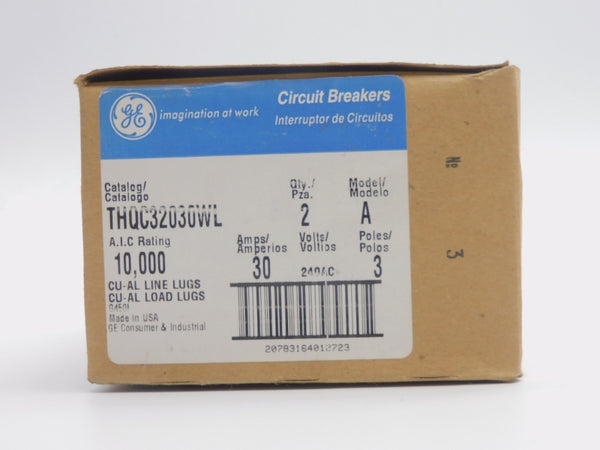 GE imagination at work
Circuit Breakers
Interruptor de Circuitos
Catalog/
Catalogo
THQC32030WL
Qty./
Pza.
2
Model/
Modelo
A
A.I.C Rating
10,000
Amps/
Amperios
30
Volts/
Voltios
240AC
Poles/
Polos
3
CU-AL LINE LUGS
CU-AL LOAD LUGS
Made in USA
GE Consumer & Industrial
20783164012723
No
3